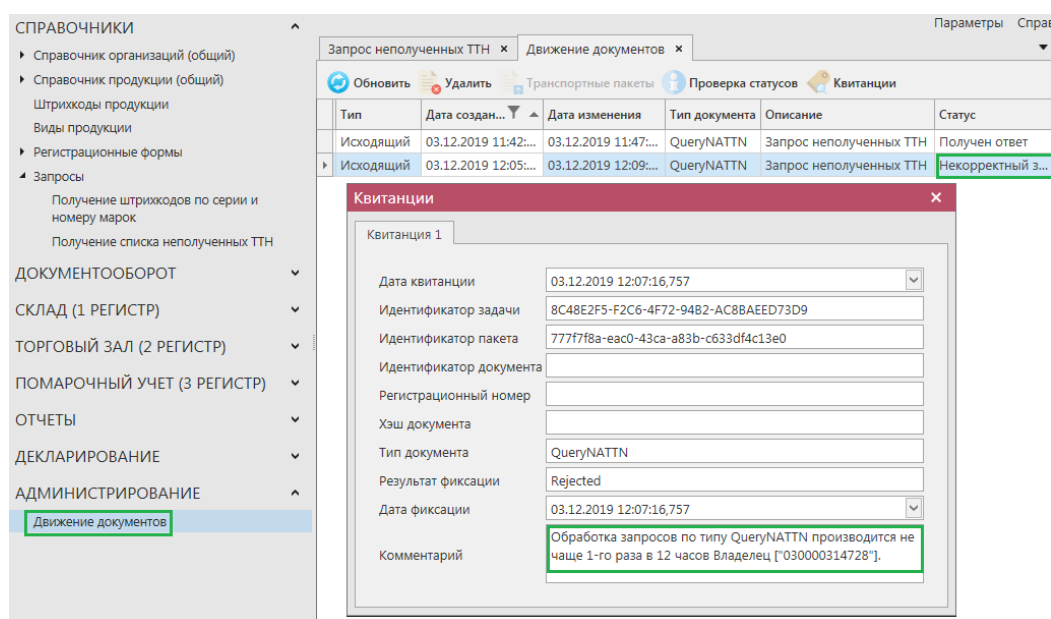 Параметры Справ
СПРАВОЧНИКИ
Справочник организаций (общий)
Справочник продукции (общий)
Штрихкоды продукции
Виды продукции
Регистрационные формы
Запросы
Получение штрихкодов по серии и
номеру марок
Получение списка неполученных ТТН
ДОКУМЕНТООБОРОТ
СКЛАД (1 РЕГИСТР)
ТОРГОВЫЙ ЗАЛ (2 РЕГИСТР)
ПОМАРОЧНЫЙ УЧЕТ (3 РЕГИСТР)
ОТЧЕТЫ
ДЕКЛАРИРОВАНИЕ
АДМИНИСТРИРОВАНИЕ
Движение документов
Запрос неполученных ТТН × Движение документов ×
Обновить Удалить Транспортные пакеты Проверка статусов Квитанции
Тип Дата создан... Дата изменения Тип документа Описание Статус
Исходящий 03.12.2019 11:42:... 03.12.2019 11:47:... QueryNATTN Запрос неполученных ТТН Получен ответ
Исходящий 03.12.2019 12:05:... 03.12.2019 12:09:... QueryNATTN Запрос неполученных ТТН Некорректный з...
Квитанции ×
Квитанция 1
Дата квитанции 03.12.2019 12:07:16,757
Идентификатор задачи 8C48E2F5-F2C6-4F72-94B2-AC8BAEED73D9
Идентификатор пакета 777f7f8a-eac0-43ca-a83b-c633df4c13e0
Идентификатор документа
Регистрационный номер
Хэш документа
Тип документа QueryNATTN
Результат фиксации Rejected
Дата фиксации 03.12.2019 12:07:16,757
Комментарий
Обработка запросов по типу QueryNATTN производится не
чаще 1-го раза в 12 часов Владелец ["030000314728"].